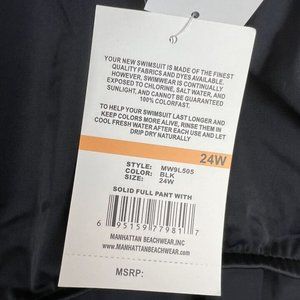 YOUR NEW SWIMSUIT IS MADE OF THE FINEST
QUALITY FABRICS AND DYES AVAILABLE.
HOWEVER, SWIMWEAR IS CONTINUALLY
EXPOSED TO CHLORINE, SALT WATER, AND
SUNLIGHT, AND CANNOT BE GUARANTEED
100% COLORFAST.
TO HELP YOUR SWIMSUIT LAST LONGER AND
KEEP COLORS MORE ALIVE, RINSE THEM IN
COOL FRESH WATER AFTER EACH USE AND LET
DRIP DRY NATURALLY
24W
STYLE: MW9L505
COLOR: BLK
SIZE: 24W
SOLID FULL PANT WITH
6 95159 77981 7
MANHATTAN BEACHWEAR,INC
WWW.MANHATTANBEACHWEAR.COM
MSRP: